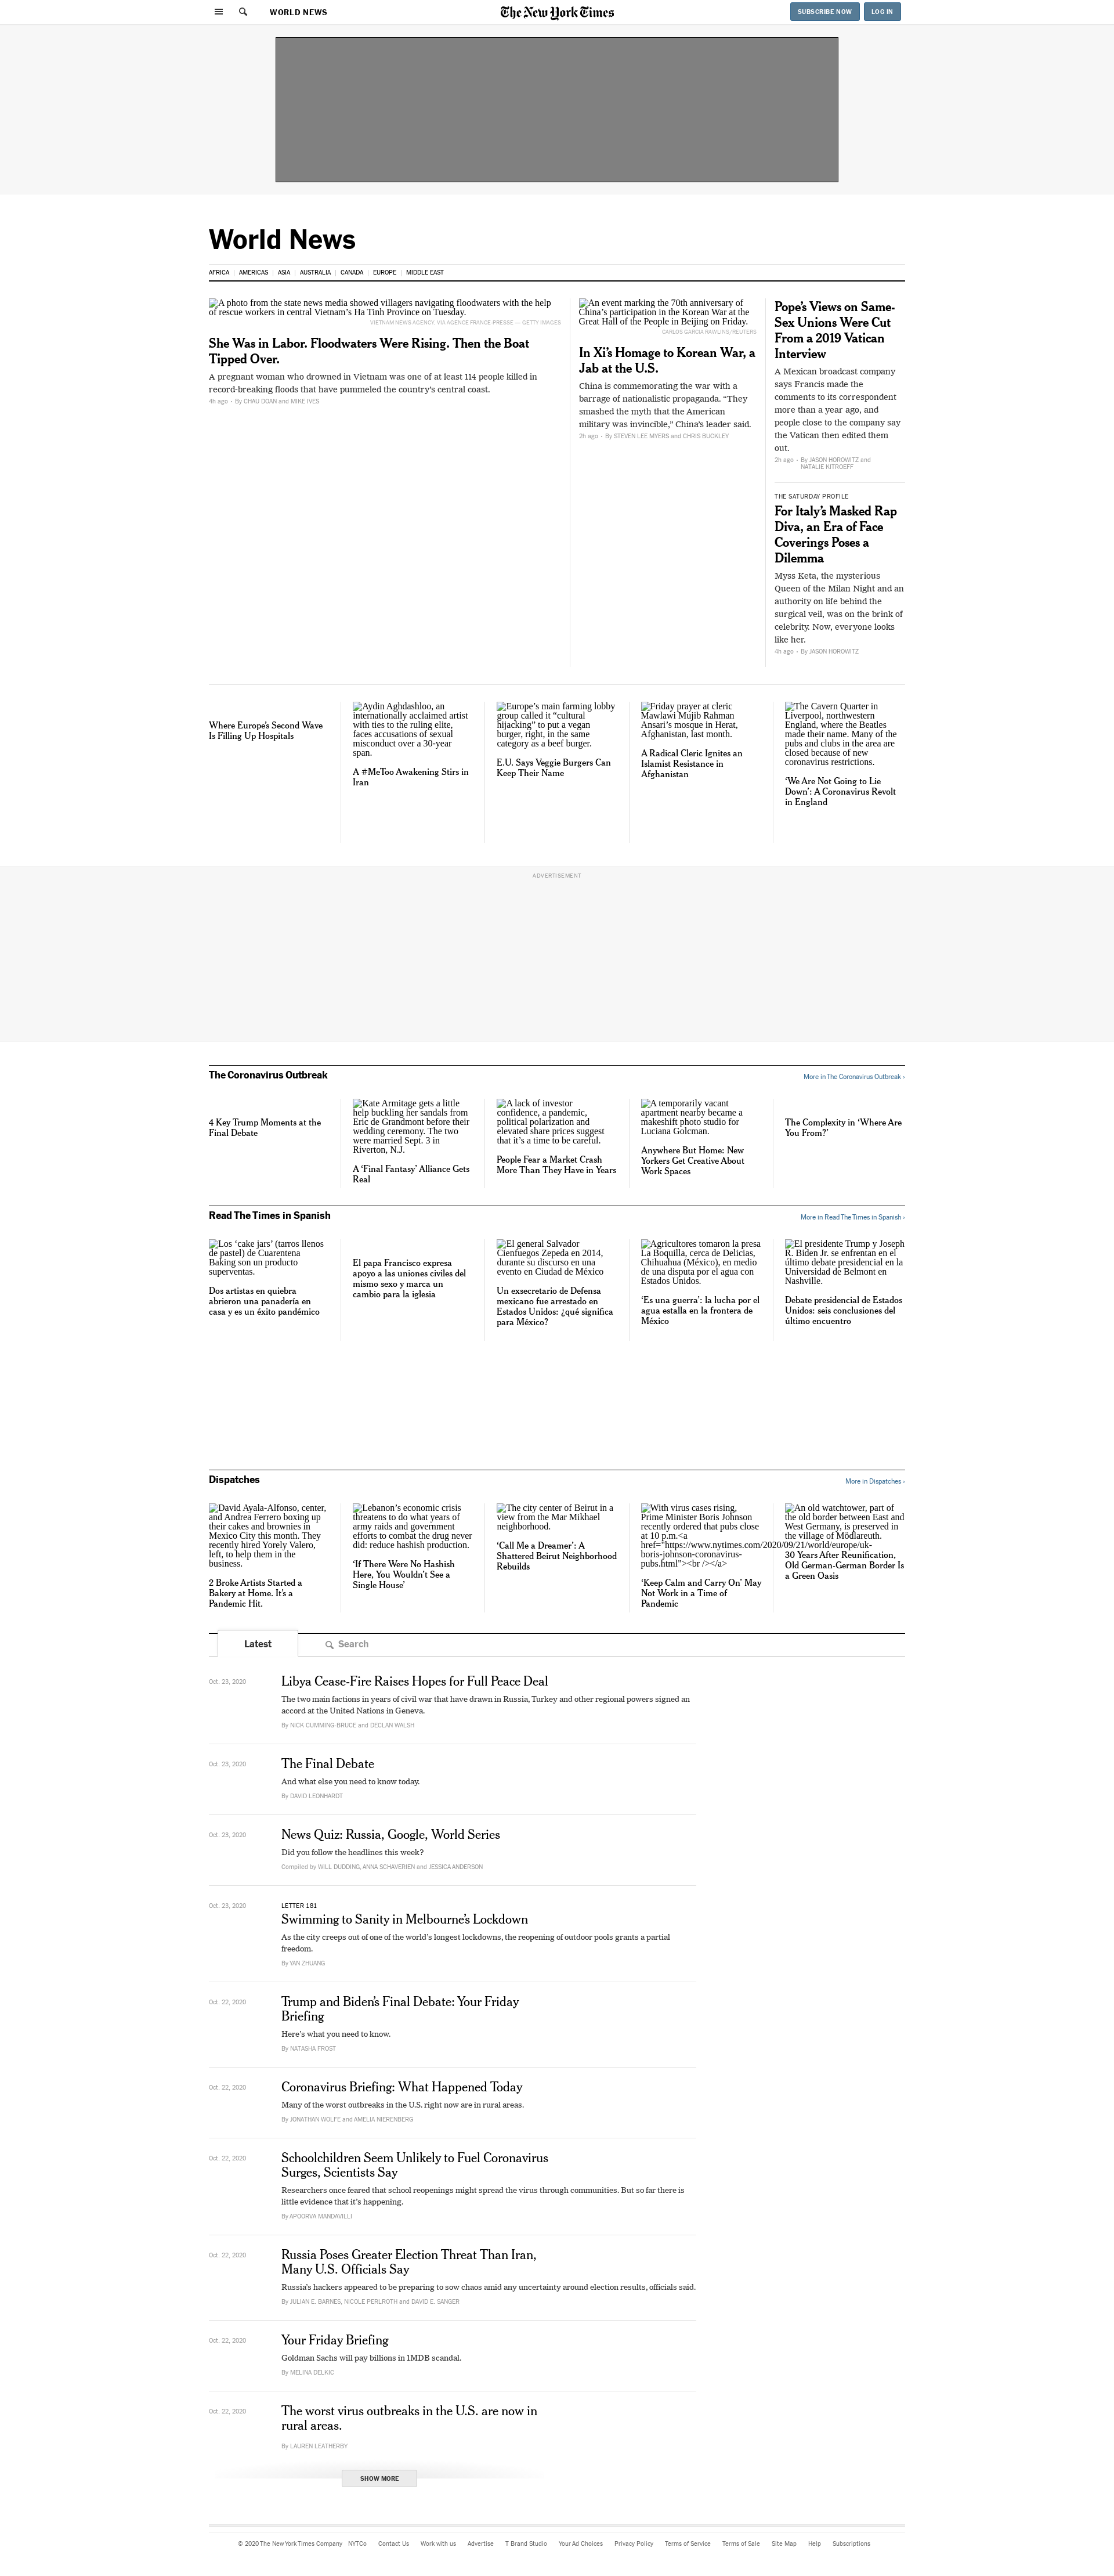 WORLD NEWS
The New York Times
SUBSCRIBE NOW
LOG IN
World News
AFRICA | AMERICAS | ASIA | AUSTRALIA | CANADA | EUROPE | MIDDLE EAST
A photo from the state news media showed villagers navigating floodwaters with the help
of rescue workers in central Vietnam’s Ha Tinh Province on Tuesday.
VIETNAM NEWS AGENCY, VIA AGENCE FRANCE-PRESSE — GETTY IMAGES
She Was in Labor. Floodwaters Were Rising. Then the Boat
Tipped Over.
A pregnant woman who drowned in Vietnam was one of at least 114 people killed in
record-breaking floods that have pummeled the country’s central coast.
4h ago - By CHAU DOAN and MIKE IVES
An event marking the 70th anniversary of
China’s participation in the Korean War at the
Great Hall of the People in Beijing on Friday.
CARLOS GARCIA RAWLINS/REUTERS
In Xi’s Homage to Korean War, a
Jab at the U.S.
China is commemorating the war with a
barrage of nationalistic propaganda. “They
smashed the myth that the American
military was invincible,” China’s leader said.
2h ago - By STEVEN LEE MYERS and CHRIS BUCKLEY
Pope’s Views on Same-
Sex Unions Were Cut
From a 2019 Vatican
Interview
A Mexican broadcast company
says Francis made the
comments to its correspondent
more than a year ago, and
people close to the company say
the Vatican then edited them
out.
2h ago - By JASON HOROWITZ and
NATALIE KITROEFF
THE SATURDAY PROFILE
For Italy’s Masked Rap
Diva, an Era of Face
Coverings Poses a
Dilemma
Myss Keta, the mysterious
Queen of the Milan Night and an
authority on life behind the
surgical veil, was on the brink of
celebrity. Now, everyone looks
like her.
4h ago - By JASON HOROWITZ
Where Europe’s Second Wave
Is Filling Up Hospitals
Aydin Aghdashloo, an
internationally acclaimed artist
with ties to the ruling elite,
faces accusations of sexual
misconduct over a 30-year
span.
A #MeToo Awakening Stirs in
Iran
Europe’s main farming lobby
group called it “cultural
hijacking” to put a vegan
burger, right, in the same
category as a beef burger.
E.U. Says Veggie Burgers Can
Keep Their Name
Friday prayer at cleric
Mawlawi Mujib Rahman
Ansari’s mosque in Herat,
Afghanistan, last month.
A Radical Cleric Ignites an
Islamist Resistance in
Afghanistan
The Cavern Quarter in
Liverpool, northwestern
England, where the Beatles
made their name. Many of the
pubs and clubs in the area are
closed because of new
coronavirus restrictions.
‘We Are Not Going to Lie
Down’: A Coronavirus Revolt
in England
ADVERTISEMENT
The Coronavirus Outbreak
More in The Coronavirus Outbreak »
4 Key Trump Moments at the
Final Debate
Kate Armitage gets a little
help buckling her sandals from
Eric de Grandmont before their
wedding ceremony. The two
were married Sept. 3 in
Riverton, N.J.
A ‘Final Fantasy’ Alliance Gets
Real
A lack of investor
confidence, a pandemic,
political polarization and
elevated share prices suggest
that it’s a time to be careful.
People Fear a Market Crash
More Than They Have in Years
A temporarily vacant
apartment nearby became a
makeshift photo studio for
Luciana Golcman.
Anywhere But Home: New
Yorkers Get Creative About
Work Spaces
The Complexity in ‘Where Are
You From?’
Read The Times in Spanish
More in Read The Times in Spanish »
Los ‘cake jars’ (tarros llenos
de pastel) de Cuarentena
Baking son un producto
superventas.
Dos artistas en quiebra
abrieron una panadería en
casa y es un éxito pandémico
El papa Francisco expresa
apoyo a las uniones civiles del
mismo sexo y marca un
cambio para la iglesia
El general Salvador
Cienfuegos Zepeda en 2014,
durante su discurso en una
evento en Ciudad de México
Un exsecretario de Defensa
mexicano fue arrestado en
Estados Unidos: ¿qué significa
para México?
Agricultores tomaron la presa
La Boquilla, cerca de Delicias,
Chihuahua (México), en medio
de una disputa por el agua con
Estados Unidos.
‘Es una guerra’: la lucha por el
agua estalla en la frontera de
México
El presidente Trump y Joseph
R. Biden Jr. se enfrentan en el
último debate presidencial en la
Universidad de Belmont en
Nashville.
Debate presidencial de Estados
Unidos: seis conclusiones del
último encuentro
Dispatches
More in Dispatches »
David Ayala-Alfonso, center,
and Andrea Ferrero boxing up
their cakes and brownies in
Mexico City this month. They
recently hired Yorely Valero,
left, to help them in the
business.
2 Broke Artists Started a
Bakery at Home. It’s a
Pandemic Hit.
Lebanon’s economic crisis
threatens to do what years of
army raids and government
efforts to combat the drug never
did: reduce hashish production.
‘If There Were No Hashish
Here, You Wouldn’t See a
Single House’
The city center of Beirut in a
view from the Mar Mikhael
neighborhood.
‘Call Me a Dreamer’: A
Shattered Beirut Neighborhood
Rebuilds
With virus cases rising,
Prime Minister Boris Johnson
recently ordered that pubs close
at 10 p.m.<a
href="https://www.nytimes.com/2020/09/21/world/europe/uk-
boris-johnson-coronavirus-
pubs.html"><br /></a>
‘Keep Calm and Carry On’ May
Not Work in a Time of
Pandemic
An old watchtower, part of
the old border between East and
West Germany, is preserved in
the village of Mödlareuth.
30 Years After Reunification,
Old German-German Border Is
a Green Oasis
Latest
Search
Oct. 23, 2020
Libya Cease-Fire Raises Hopes for Full Peace Deal
The two main factions in years of civil war that have drawn in Russia, Turkey and other regional powers signed an
accord at the United Nations in Geneva.
By NICK CUMMING-BRUCE and DECLAN WALSH
Oct. 23, 2020
The Final Debate
And what else you need to know today.
By DAVID LEONHARDT
Oct. 23, 2020
News Quiz: Russia, Google, World Series
Did you follow the headlines this week?
Compiled by WILL DUDDING, ANNA SCHAVERIEN and JESSICA ANDERSON
Oct. 23, 2020
LETTER 181
Swimming to Sanity in Melbourne’s Lockdown
As the city creeps out of one of the world’s longest lockdowns, the reopening of outdoor pools grants a partial
freedom.
By YAN ZHUANG
Oct. 22, 2020
Trump and Biden’s Final Debate: Your Friday
Briefing
Here’s what you need to know.
By NATASHA FROST
Oct. 22, 2020
Coronavirus Briefing: What Happened Today
Many of the worst outbreaks in the U.S. right now are in rural areas.
By JONATHAN WOLFE and AMELIA NIERENBERG
Oct. 22, 2020
Schoolchildren Seem Unlikely to Fuel Coronavirus
Surges, Scientists Say
Researchers once feared that school reopenings might spread the virus through communities. But so far there is
little evidence that it’s happening.
By APOORVA MANDAVILLI
Oct. 22, 2020
Russia Poses Greater Election Threat Than Iran,
Many U.S. Officials Say
Russia’s hackers appeared to be preparing to sow chaos amid any uncertainty around election results, officials said.
By JULIAN E. BARNES, NICOLE PERLROTH and DAVID E. SANGER
Oct. 22, 2020
Your Friday Briefing
Goldman Sachs will pay billions in 1MDB scandal.
By MELINA DELKIC
Oct. 22, 2020
The worst virus outbreaks in the U.S. are now in
rural areas.
By LAUREN LEATHERBY
SHOW MORE
© 2020 The New York Times Company NYTCo Contact Us Work with us Advertise T Brand Studio Your Ad Choices Privacy Policy Terms of Service Terms of Sale Site Map Help Subscriptions